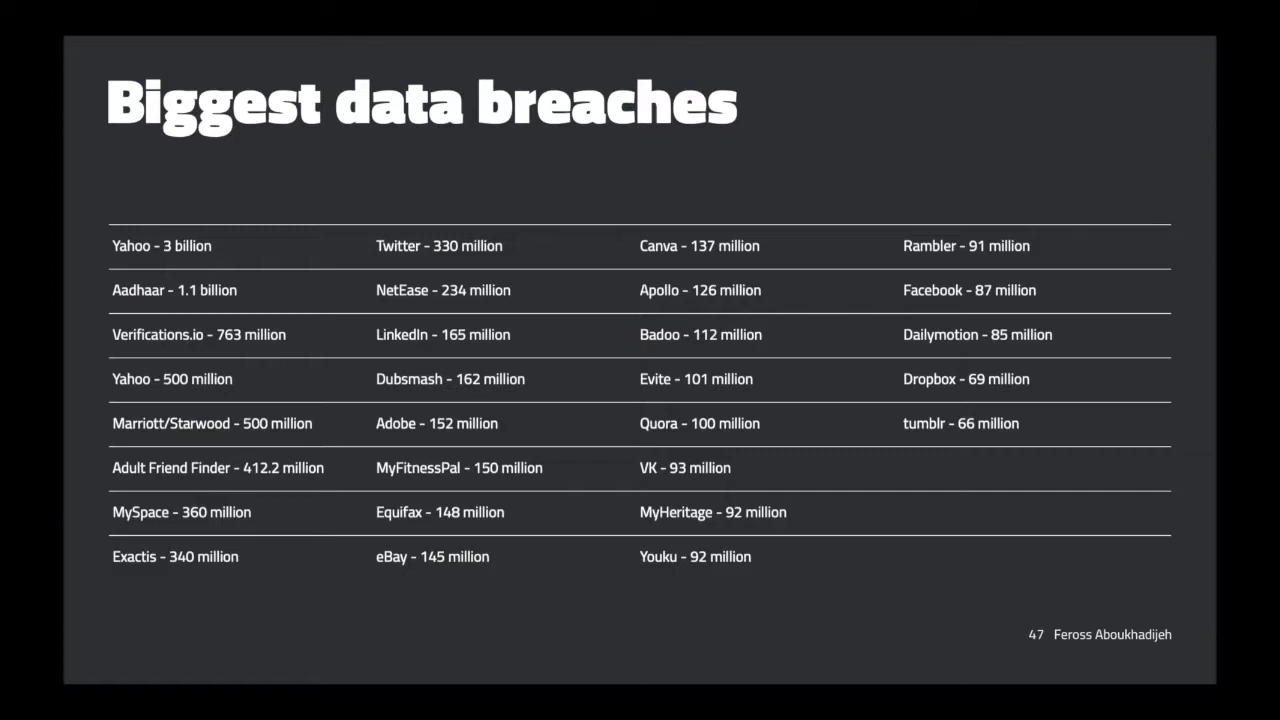 Biggest data breaches
Yahoo - 3 billion Twitter - 330 million Canva - 137 million Rambler - 91 million
Aadhaar - 1.1 billion NetEase - 234 million Apollo - 126 million Facebook - 87 million
Verifications.io - 763 million LinkedIn - 165 million Badoo - 112 million Dailymotion - 85 million
Yahoo - 500 million Dubsmash - 162 million Evite - 101 million Dropbox - 69 million
Marriott/Starwood - 500 million Adobe - 152 million Quora - 100 million tumblr - 66 million
Adult Friend Finder - 412.2 million MyFitnessPal - 150 million VK - 93 million
MySpace - 360 million Equifax - 148 million MyHeritage - 92 million
Exactis - 340 million eBay - 145 million Youku - 92 million
47 Feross Aboukhadijeh